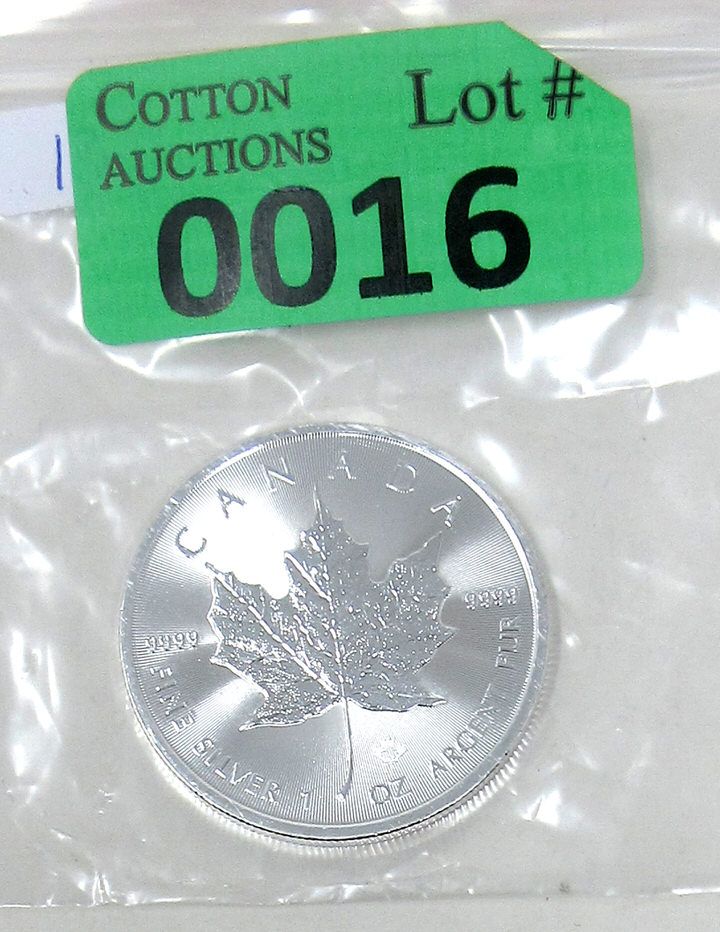 COTTON
AUCTIONS
Lot #
0016
CANADA
9999
9999
FINE SILVER 1 OZ ARGENT PUR